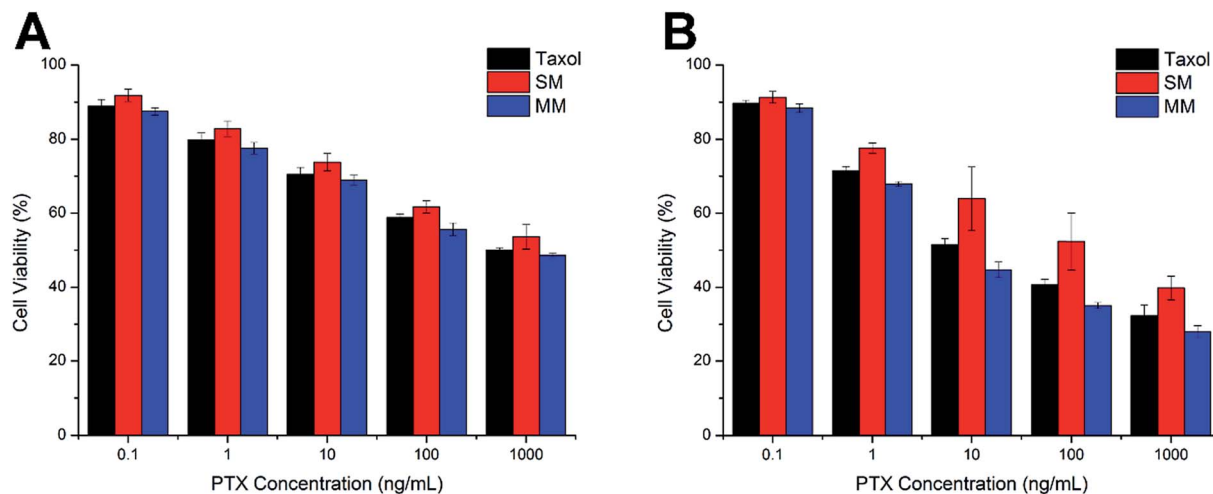 A
Taxol
SM
MM
100
80
60
40
20
0
Cell Viability (%)
0.1 1 10 100 1000
PTX Concentration (ng/mL)
B
Taxol
SM
MM
100
80
60
40
20
0
Cell Viability (%)
0.1 1 10 100 1000
PTX Concentration (ng/mL)